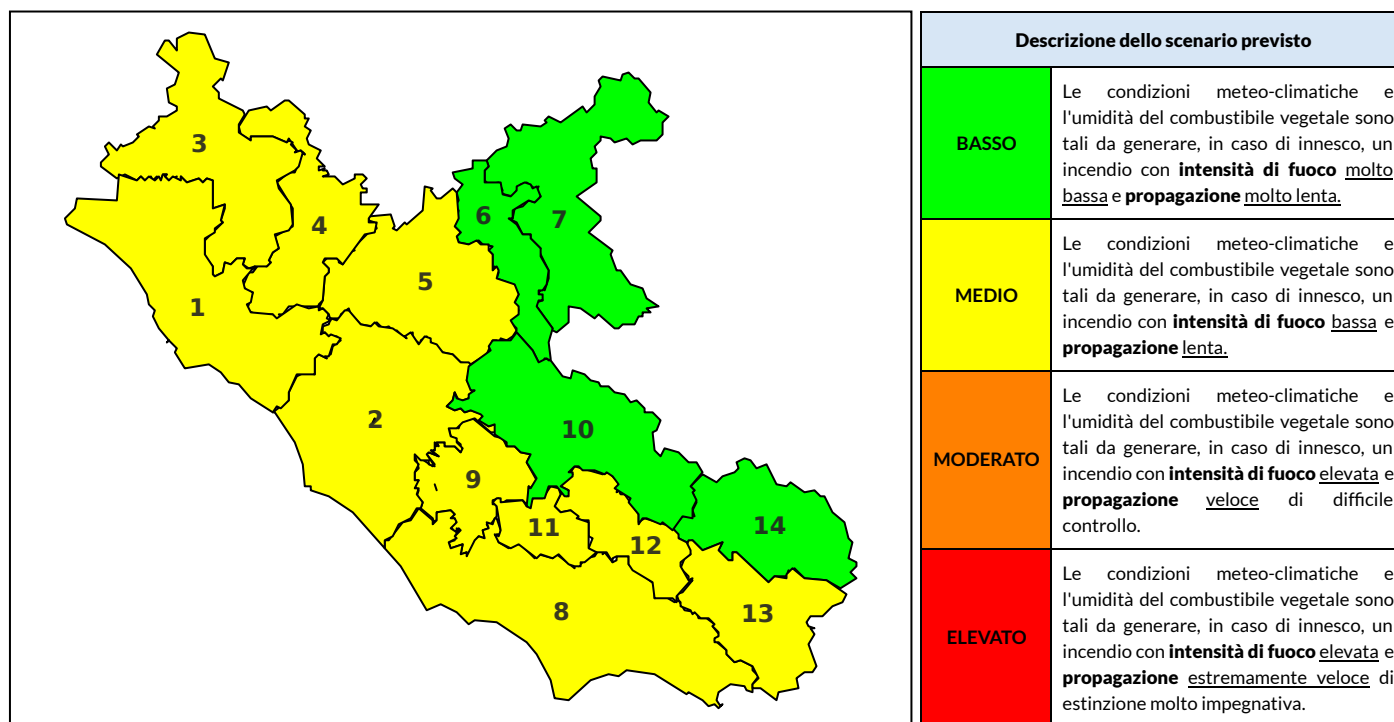 3
4
6
7
5
1
2
10
9
11
12
14
8
13
Descrizione dello scenario previsto
BASSO
Le condizioni meteo-climatiche e
l'umidità del combustibile vegetale sono
tali da generare, in caso di innesco, un
incendio con intensità di fuoco molto
bassa e propagazione molto lenta.
MEDIO
Le condizioni meteo-climatiche e
l'umidità del combustibile vegetale sono
tali da generare, in caso di innesco, un
incendio con intensità di fuoco bassa e
propagazione lenta.
MODERATO
Le condizioni meteo-climatiche e
l'umidità del combustibile vegetale sono
tali da generare, in caso di innesco, un
incendio con intensità di fuoco elevata e
propagazione veloce di difficile
controllo.
ELEVATO
Le condizioni meteo-climatiche e
l'umidità del combustibile vegetale sono
tali da generare, in caso di innesco, un
incendio con intensità di fuoco elevata e
propagazione estremamente veloce di
estinzione molto impegnativa.